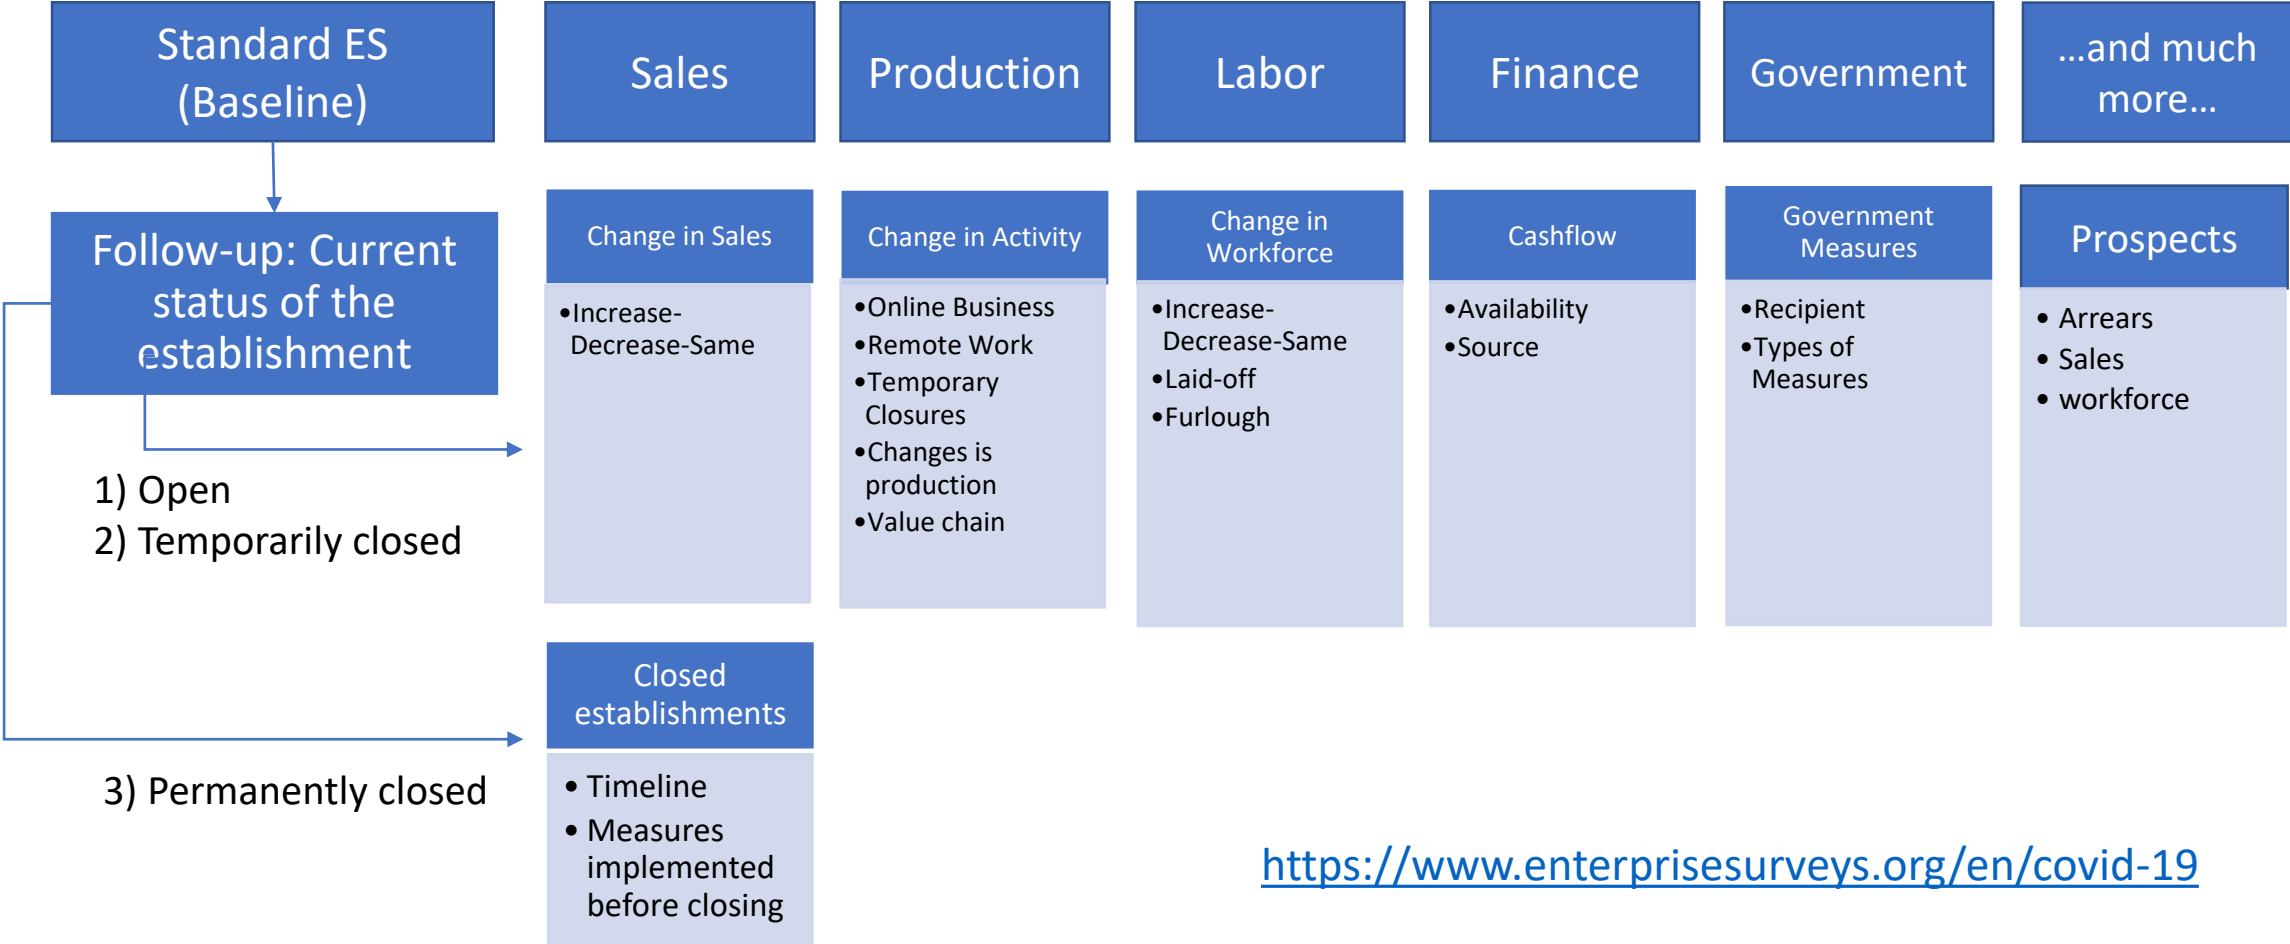 Standard ES
(Baseline)
Sales
Production
Labor
Finance
Government
...and much
more...
Follow-up: Current
status of the
establishment
1) Open
2) Temporarily closed
3) Permanently closed
Change in Sales
•Increase-
Decrease-Same
Change in Activity
•Online Business
•Remote Work
•Temporary
Closures
•Changes is
production
•Value chain
Change in
Workforce
•Increase-
Decrease-Same
•Laid-off
•Furlough
Cashflow
•Availability
•Source
Government
Measures
•Recipient
•Types of
Measures
Prospects
• Arrears
• Sales
• workforce
Closed
establishments
• Timeline
• Measures
implemented
before closing
https://www.enterprisesurveys.org/en/covid-19